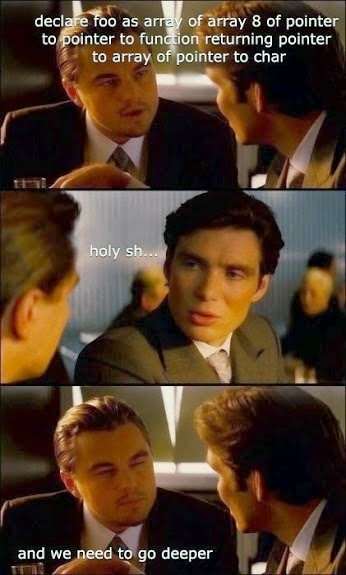 declare foo as array of array 8 of pointer
to pointer to function returning pointer
to array of pointer to char
holy sh...
and we need to go deeper